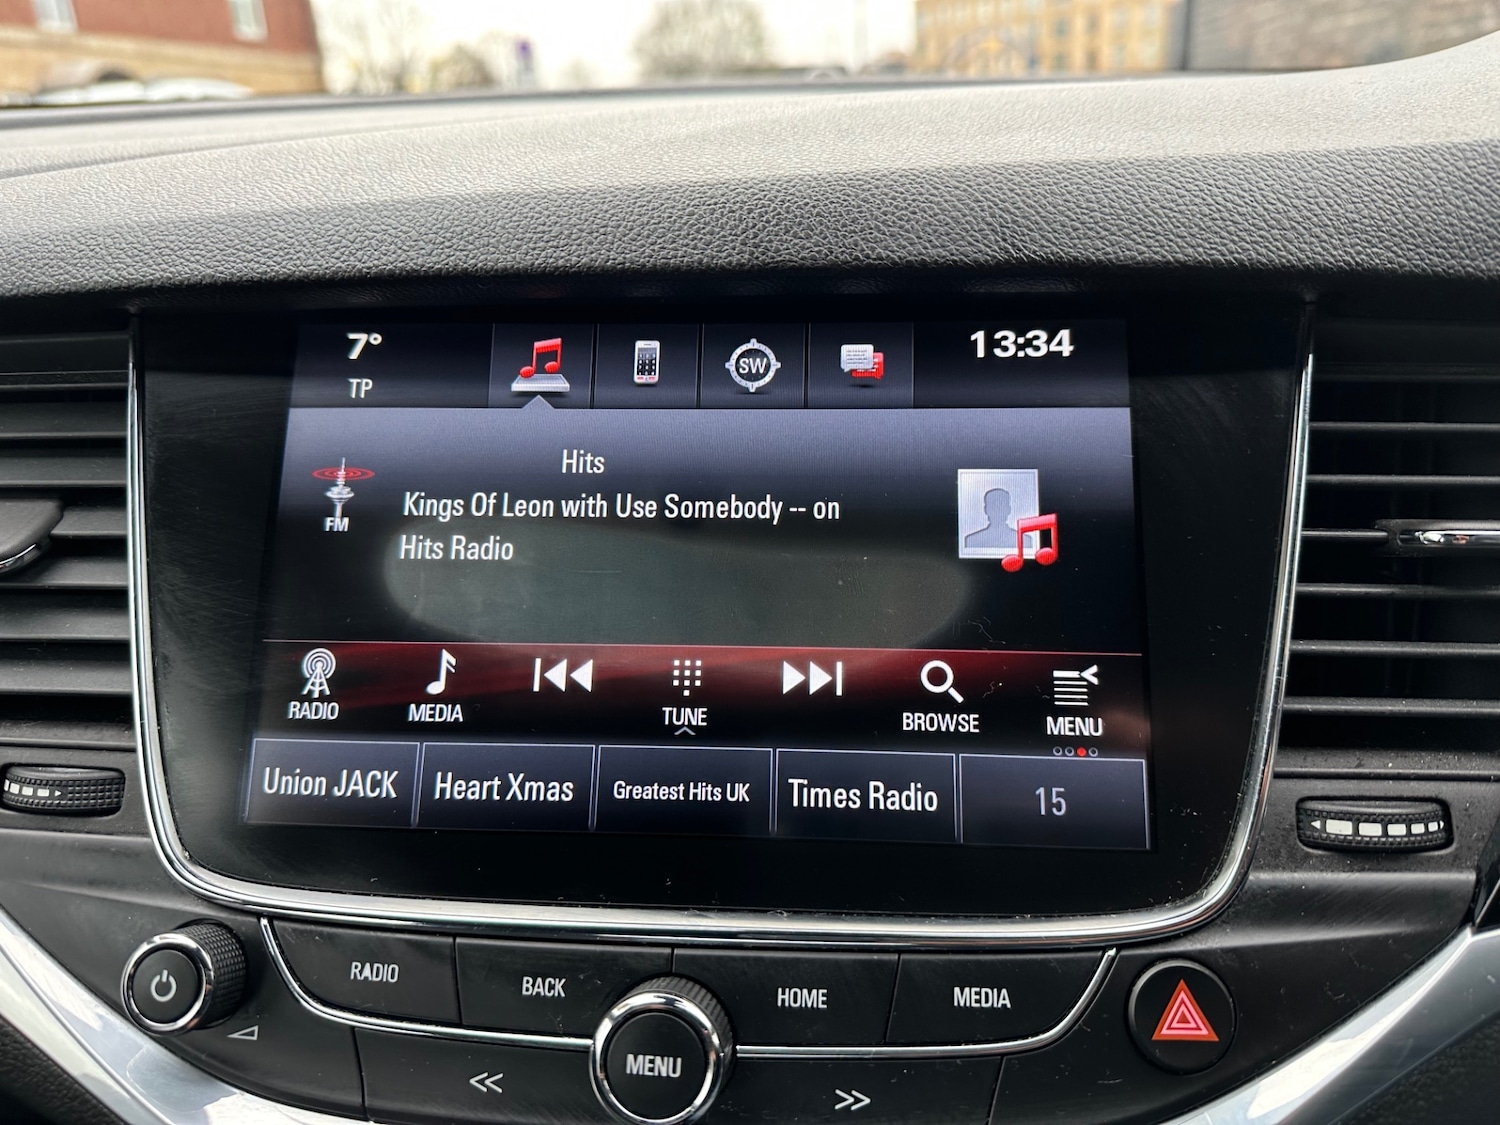 7°
TP
SW
13:34
Hits
Kings Of Leon with Use Somebody -- on
Hits Radio
FM
RADIO
MEDIA
TUNE
BROWSE
MENU
Union JACK
Heart Xmas
Greatest Hits UK
Times Radio
15
RADIO
BACK
HOME
MEDIA
MENU